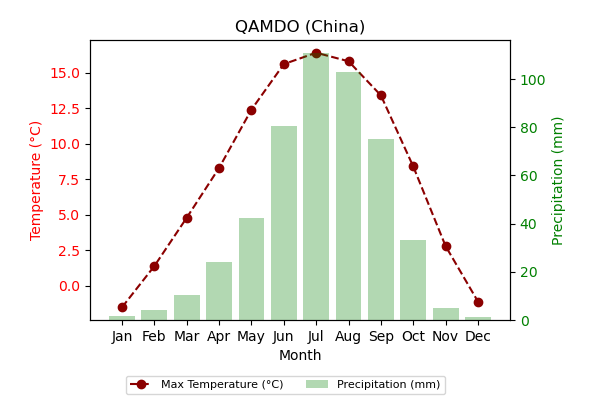 QAMDO (China)
Temperature (°C)
15.0
12.5
10.0
7.5
5.0
2.5
0.0
100
80
60
40
20
0
Precipitation (mm)
Jan Feb Mar Apr May Jun Jul Aug Sep Oct Nov Dec
Month
Max Temperature (°C) Precipitation (mm)